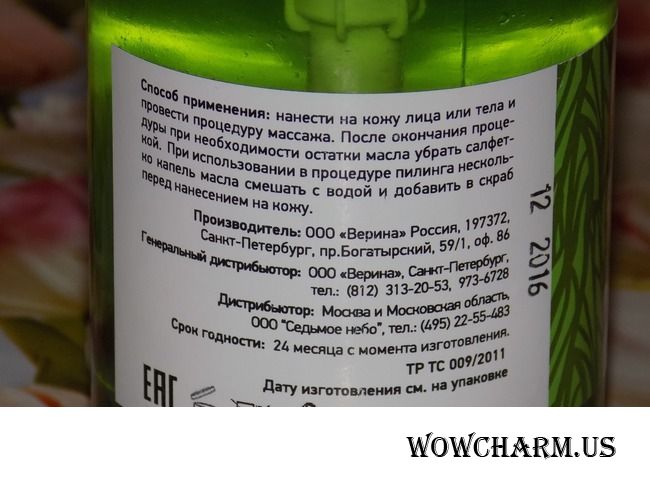 Способ применения: нанести на кожу лица или тела и
провести процедуру массажа. После окончания проце-
дуры при необходимости остатки масла убрать салфет-
кой. При использовании в процедуре пилинга несколь-
ко капель масла смешать с водой и добавить в скраб
перед нанесением на кожу.
Производитель: ООО «Верина» Россия, 197372,
Санкт-Петербург, пр.Богатырский, 59/1, оф. 86
Генеральный дистрибьютор: ООО «Верина», Санкт-Петербург,
тел.: (812) 313-20-53, 973-6728
Дистрибьютор: Москва и Московская область,
ООО "Седьмое небо", тел.: (495) 22-55-483
Срок годности: 24 месяца с момента изготовления.
ТР ТС 009/2011
Дату изготовления см. на упаковке
EAC
12 2016
WOWCHARM.US